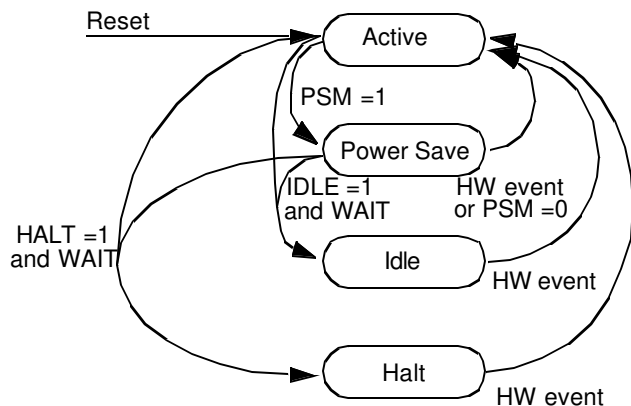 Reset
Active
PSM =1
Power Save
IDLE =1
and WAIT
HW event
or PSM =0
HALT =1
and WAIT
Idle
HW event
Halt
HW event